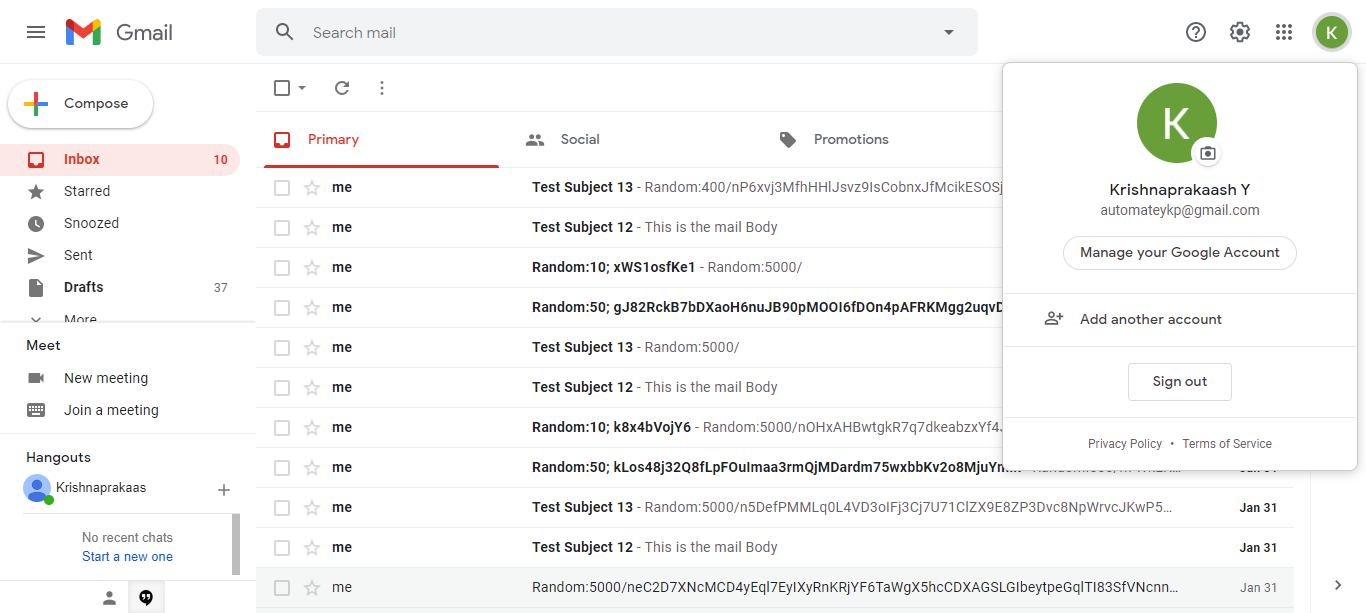 Gmail
Search mail
K
Compose
Inbox 10
Starred
Snoozed
Sent
Drafts 37
More
Meet
New meeting
Join a meeting
Hangouts
Krishnaprakaas
No recent chats
Start a new one
Primary Social Promotions
me Test Subject 13 - Random:400/nP6xvj3MfhHHlJsvz9IsCobnxJfMcikESOSj
me Test Subject 12 - This is the mail Body
me Random:10; xWS1osfKe1 - Random:5000/
me Random:50; gJ82RckB7bDXaoH6nuJB90pMOOI6fDOn4pAFRKMgg2uqvD
me Test Subject 13 - Random:5000/
me Test Subject 12 - This is the mail Body
me Random:10; k8x4bVojY6 - Random:5000/nOHxAHBwtgkR7q7dkeabzxYf4J
me Random:50; kLos48j32Q8fLpFOulmaa3rmQjMDardm75wxbbKv2o8MjuYn...
me Test Subject 13 - Random:5000/n5DefPMMLq0L4VD3oIFj3Cj7U71ClZX9E8ZP3Dvc8NpWrvcJKwP5... Jan 31
me Test Subject 12 - This is the mail Body Jan 31
me Random:5000/neC2D7XNcMCD4yEql7EyIXyRnKRjYF6TaWgX5hcCDXAGSLGIbeytpeGqlTI83SfVNcnn... Jan 31
K
Krishnaprakaash Y
automateykp@gmail.com
Manage your Google Account
Add another account
Sign out
Privacy Policy • Terms of Service